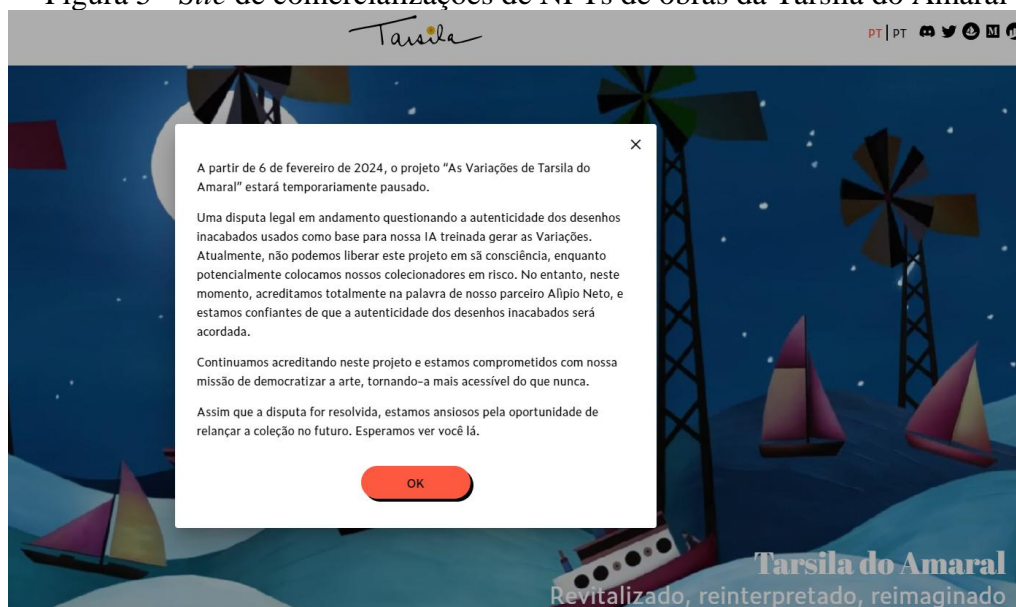 Figura 3 - Site de comercializações de NFTs de obras da Tarsila do Amaral
Tarsila
PT|PT
A partir de 6 de fevereiro de 2024, o projeto "As Variações de Tarsila do
Amaral" estará temporariamente pausado.
Uma disputa legal em andamento questionando a autenticidade dos desenhos
inacabados usados como base para nossa IA treinada gerar as Variações.
Atualmente, não podemos liberar este projeto em sã consciência, enquanto
potencialmente colocamos nossos colecionadores em risco. No entanto, neste
momento, acreditamos totalmente na palavra de nosso parceiro Alìpio Neto, e
estamos confiantes de que a autenticidade dos desenhos inacabados será
acordada.
Continuamos acreditando neste projeto e estamos comprometidos com nossa
missão de democratizar a arte, tornando-a mais acessível do que nunca.
Assim que a disputa for resolvida, estamos ansiosos pela oportunidade de
relançar a coleção no futuro. Esperamos ver você lá.
OK
Tarsila do Amaral
Revitalizado, reinterpretado, reimaginado